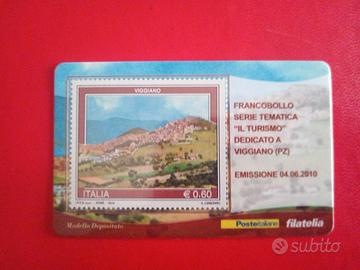 VIGGIANO
ITALIA
€ 0,60
FRANCOBOLLO
SERIE TEMATICA
"IL TURISMO"
DEDICATO A
VIGGIANO (PZ)
EMISSIONE 04.06.2010
Modello Depositato
Posteitaliane
filatelia
subito